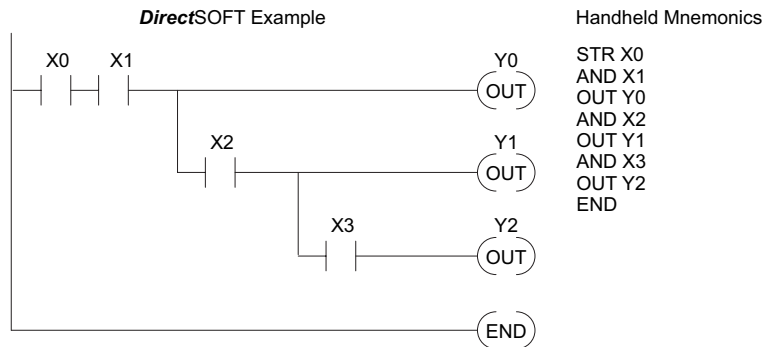 DirectSOFT Example
Handheld Mnemonics
X0 X1 Y0
OUT
X2 Y1
OUT
X3 Y2
OUT
END
STR X0
AND X1
OUT Y0
AND X2
OUT Y1
AND X3
OUT Y2
END